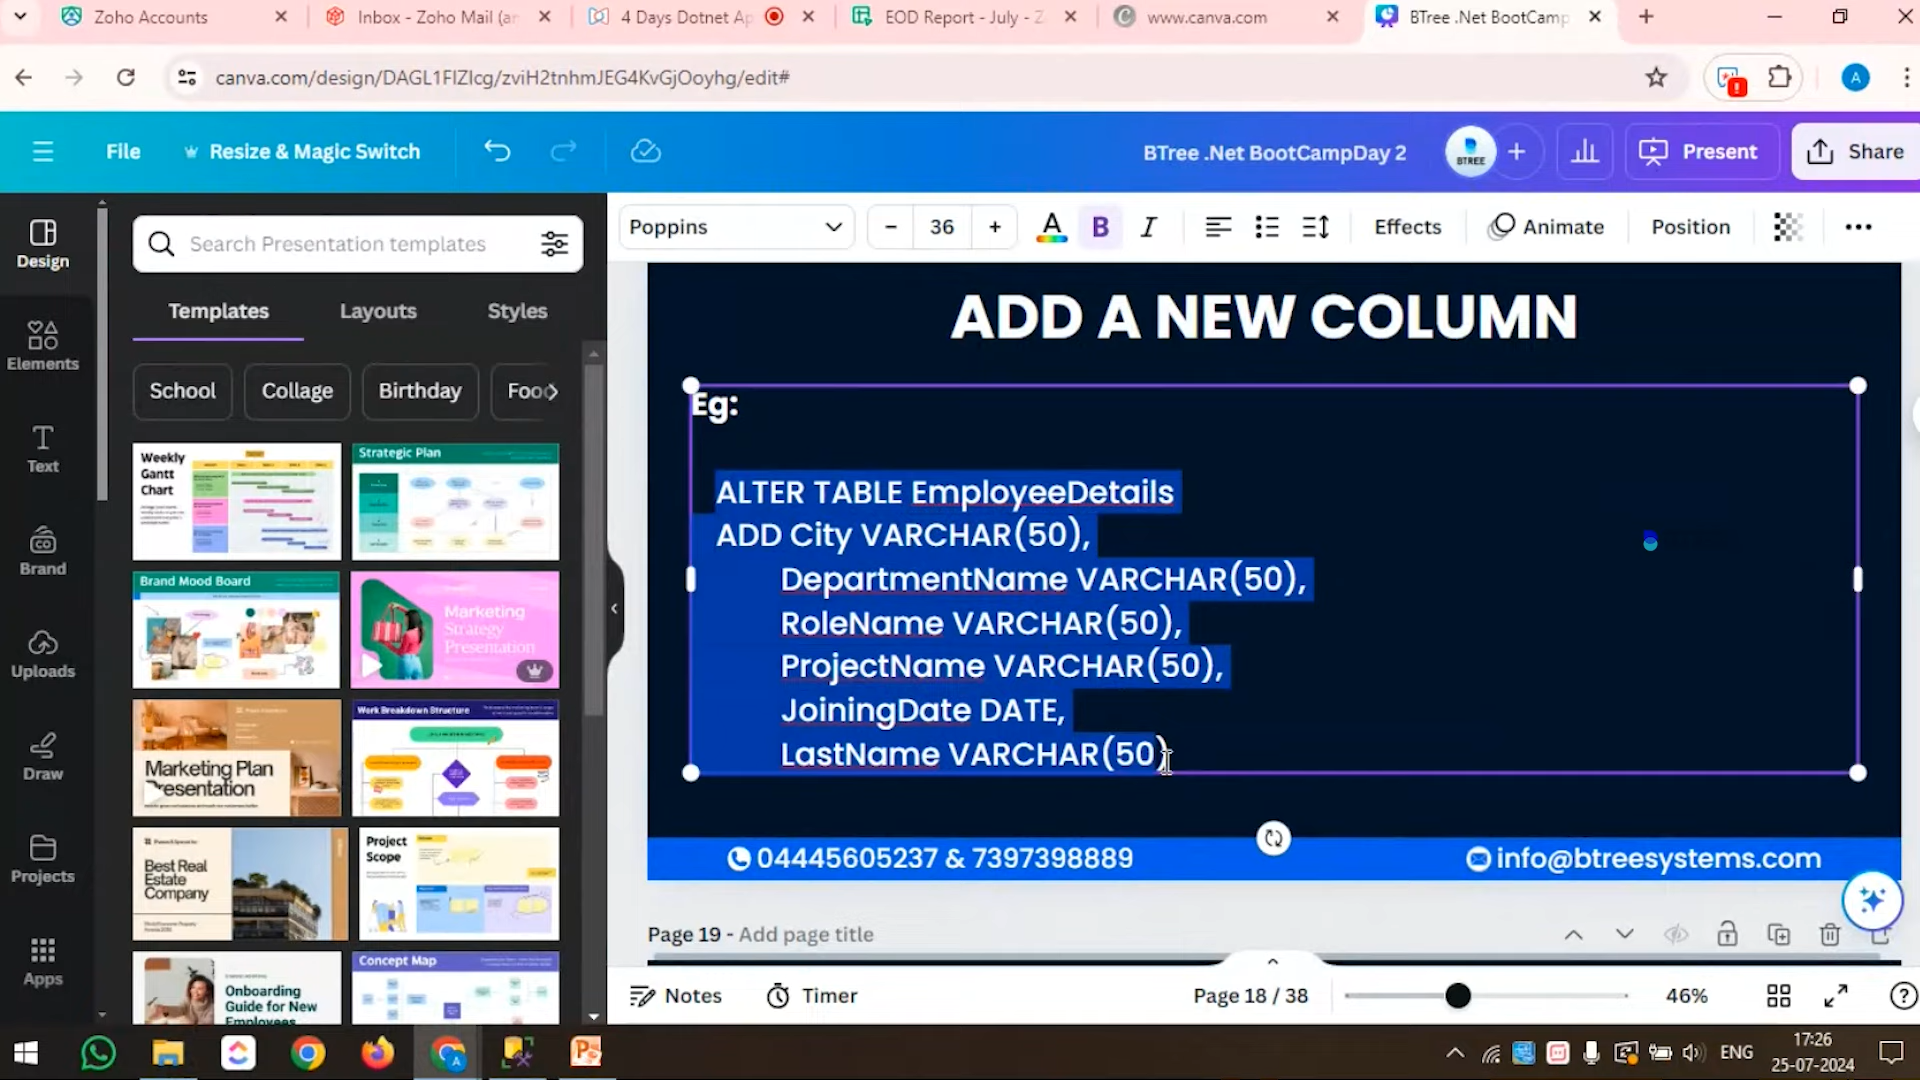 Zoho Accounts
Inbox - Zoho Mail (ar
4 Days Dotnet Ap
EOD Report - July - Z
www.canva.com
BTree .Net BootCamp
canva.com/design/DAGL1FIZIcg/zviH2tnhmJEG4KvGjOoyhg/edit#
A
File
Resize & Magic Switch
BTree .Net BootCampDay 2
BTREE
Present
Share
Design
Elements
Text
Brand
Uploads
Draw
Projects
Apps
Search Presentation templates
Templates
Layouts
Styles
School
Collage
Birthday
Food
Weekly
Gantt
Chart
Strategic Plan
Brand Mood Board
Marketing
Strategy
Presentation
Marketing Plan
Presentation
Work Breakdown Structure
Best Real
Estate
Company
Project
Scope
Onboarding
Guide for New
Employees
Concept Map
Poppins
36
A
B
I
Effects
Animate
Position
ADD A NEW COLUMN
Eg:
ALTER TABLE EmployeeDetails
ADD City VARCHAR(50),
DepartmentName VARCHAR(50),
RoleName VARCHAR(50),
ProjectName VARCHAR(50),
JoiningDate DATE,
LastName VARCHAR(50)
04445605237 & 7397398889
info@btreesystems.com
Page 19 - Add page title
Notes
Timer
Page 18 / 38
46%
ENG
17:26
25-07-2024